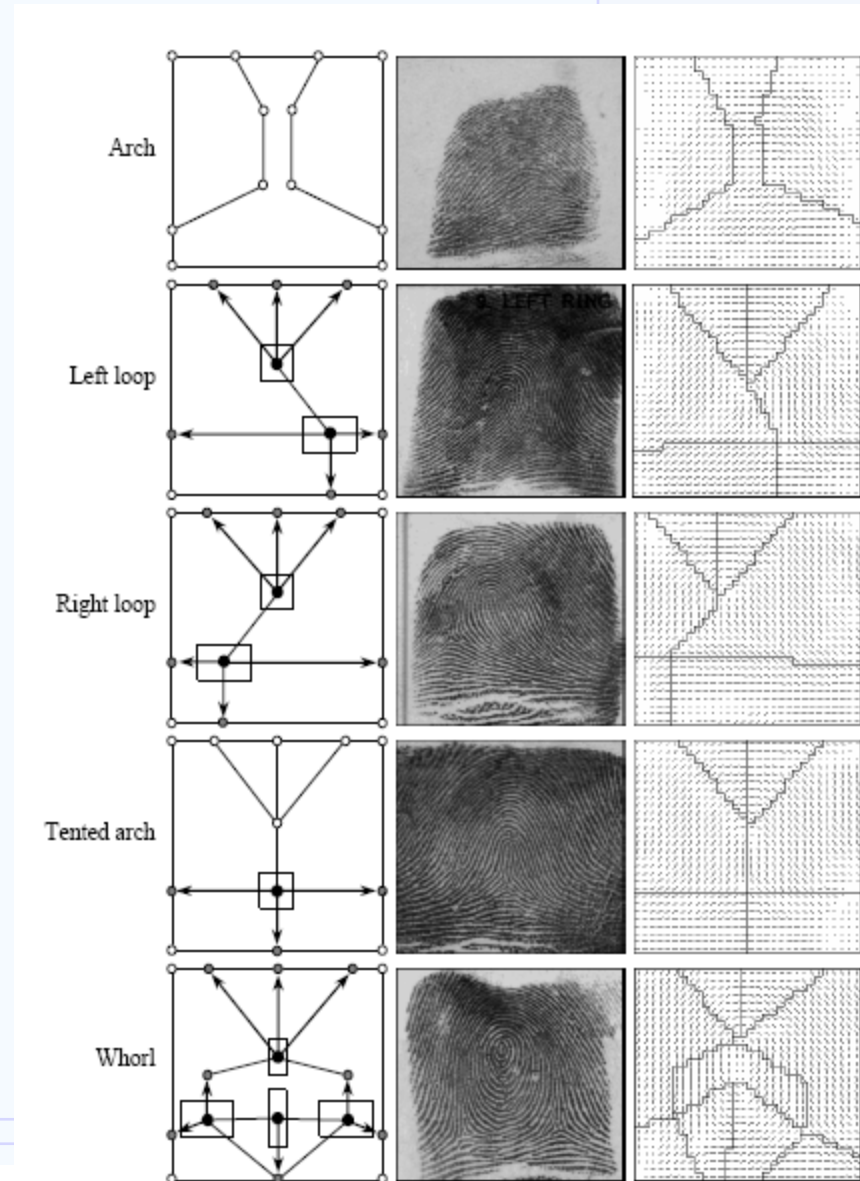 Arch
Left loop
9. LEFT RING
Right loop
Tented arch
Whorl